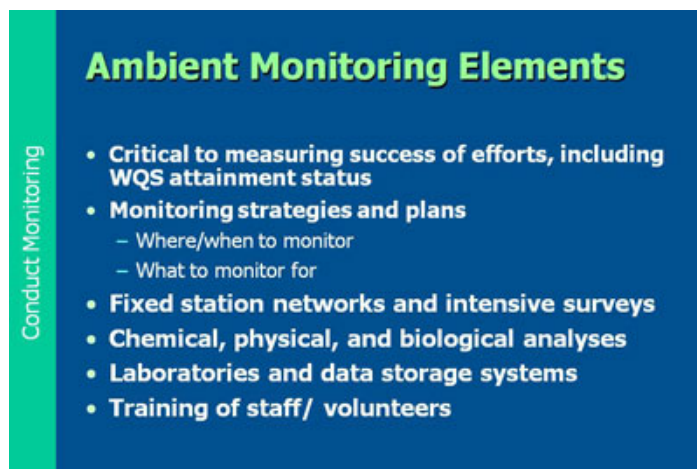 Ambient Monitoring Elements
Conduct Monitoring
• Critical to measuring success of efforts, including
WQS attainment status
• Monitoring strategies and plans
– Where/when to monitor
– What to monitor for
• Fixed station networks and intensive surveys
• Chemical, physical, and biological analyses
• Laboratories and data storage systems
• Training of staff/ volunteers